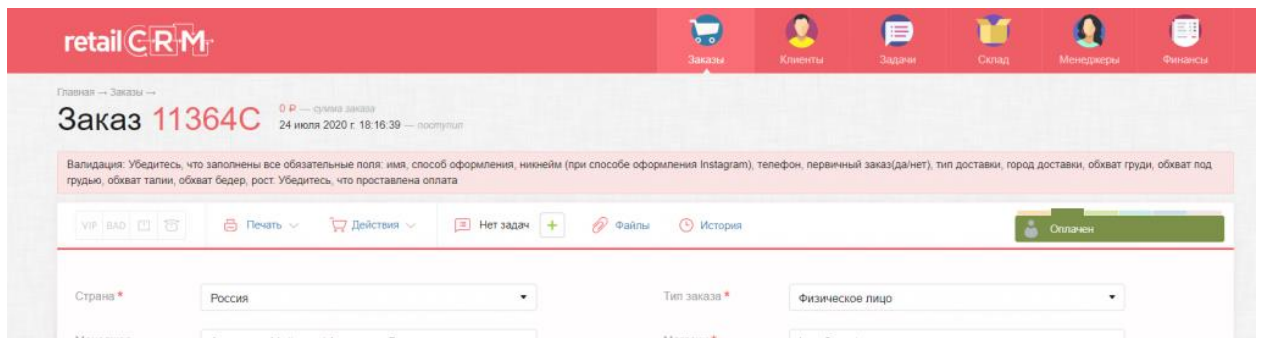 retailCRM
Заказы Клиенты Задачи Склад Менеджеры Финансы
Главная → Заказы →
Заказ 11364C
0 ₽ — сумма заказа
24 июля 2020 г. 18:16:39 — поступил
Валидация: Убедитесь, что заполнены все обязательные поля: имя, способ оформления, никнейм (при способе оформления Instagram), телефон, первичный заказ(да/нет), тип доставки, город доставки, обхват груди, обхват под
грудью, обхват талии, обхват бедер, рост. Убедитесь, что проставлена оплата
VIP BAD Печать Действия Нет задач + Файлы История Оплачен
Страна * Россия Тип заказа * Физическое лицо